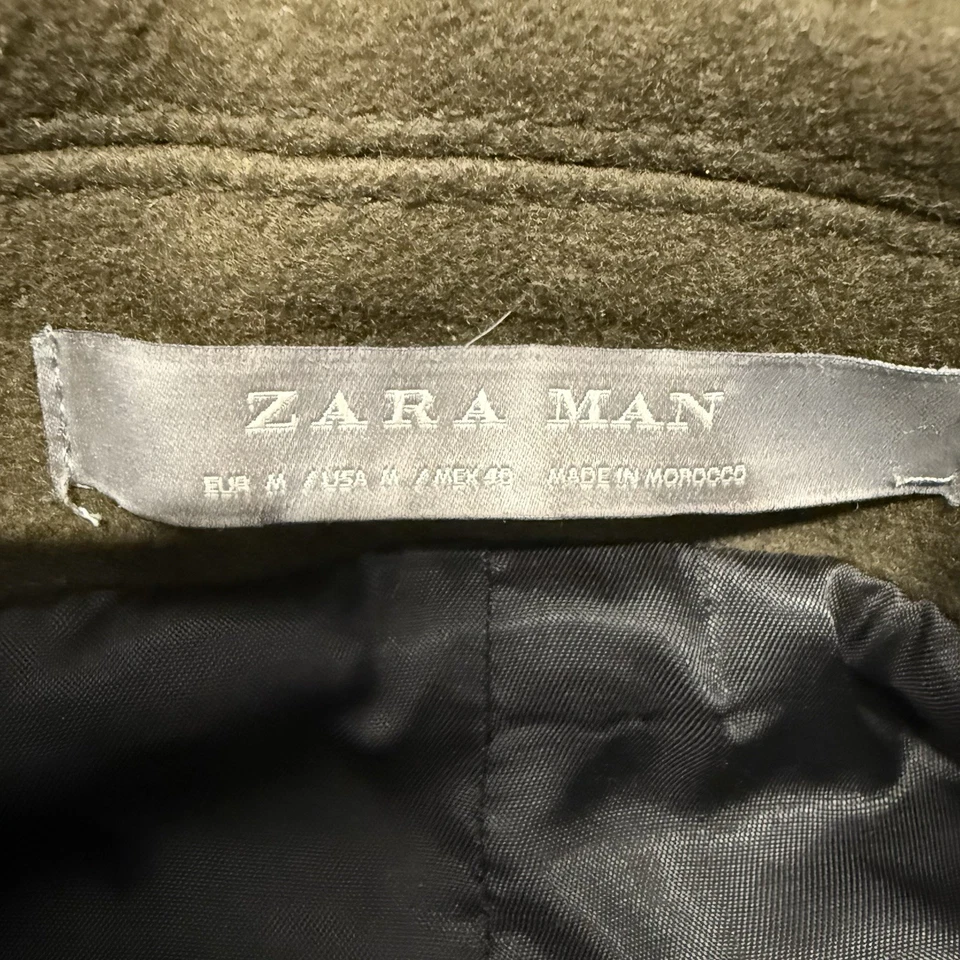 ZARA MAN
EUR M / USA M / MEX 40 MADE IN MOROCCO